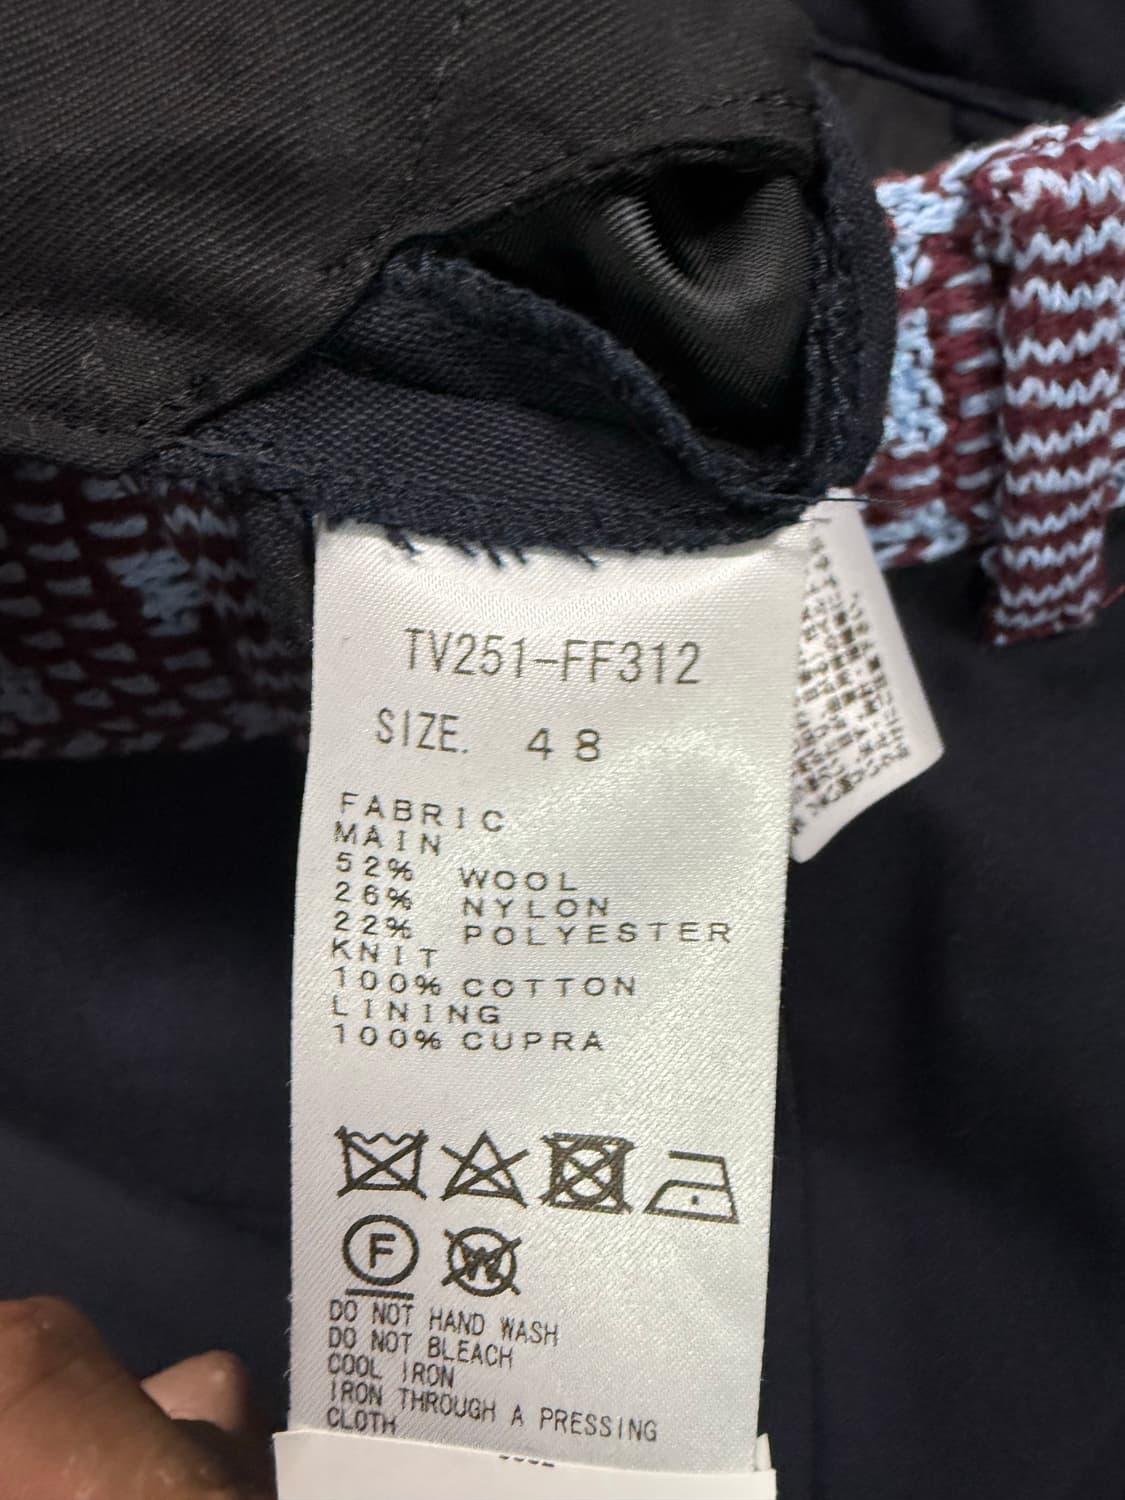 TV251-FF312
SIZE. 48
FABRIC
MAIN
52% WOOL
26% NYLON
22% POLYESTER
KNIT
100% COTTON
LINING
100% CUPRA
F W
DO NOT HAND WASH
DO NOT BLEACH
COOL IRON
IRON THROUGH A PRESSING
CLOTH